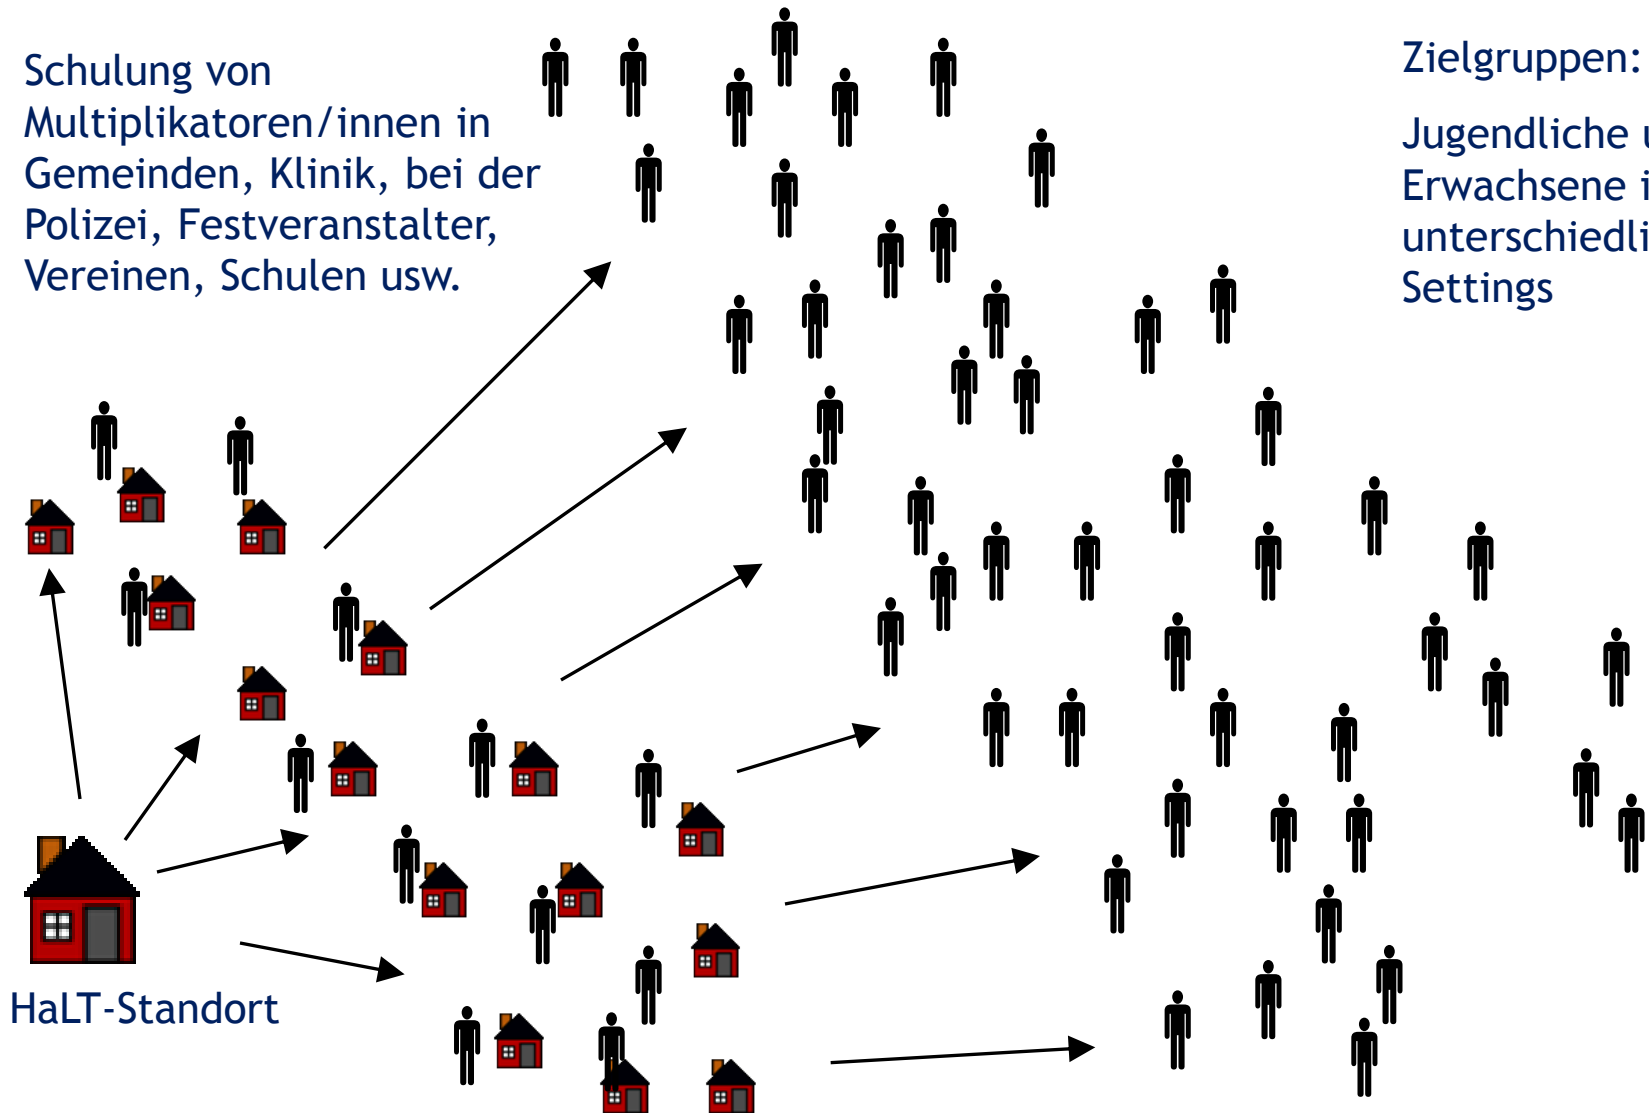 Schulung von
Multiplikatoren/innen in
Gemeinden, Klinik, bei der
Polizei, Festveranstalter,
Vereinen, Schulen usw.
Zielgruppen:
Jugendliche
Erwachsene
Settings
HaLT-Standort